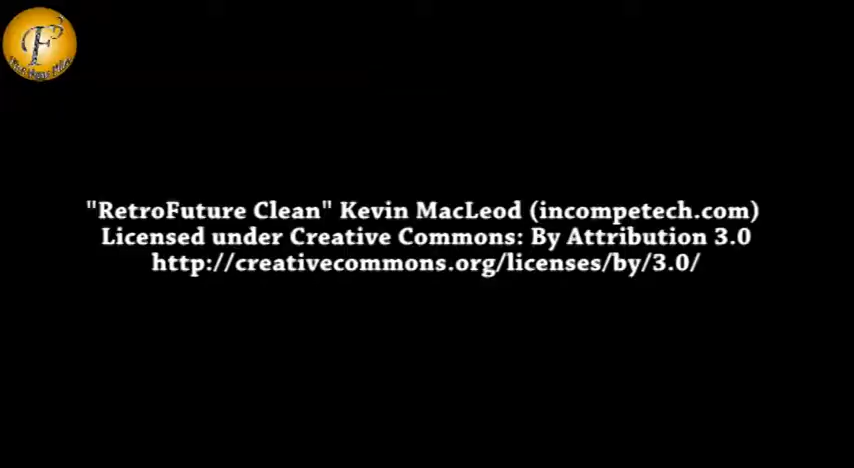 F
"RetroFuture Clean" Kevin MacLeod (incompetech.com)
Licensed under Creative Commons: By Attribution 3.0
http://creativecommons.org/licenses/by/3.0/